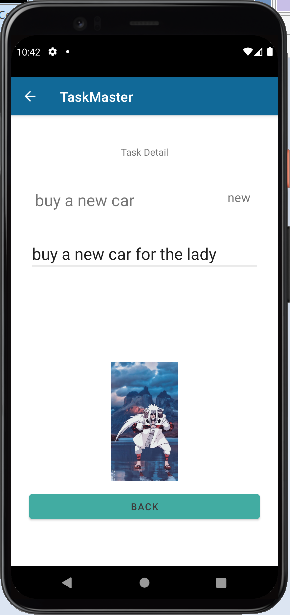 10:42
TaskMaster
Task Detail
buy a new car
new
buy a new car for the lady
BACK